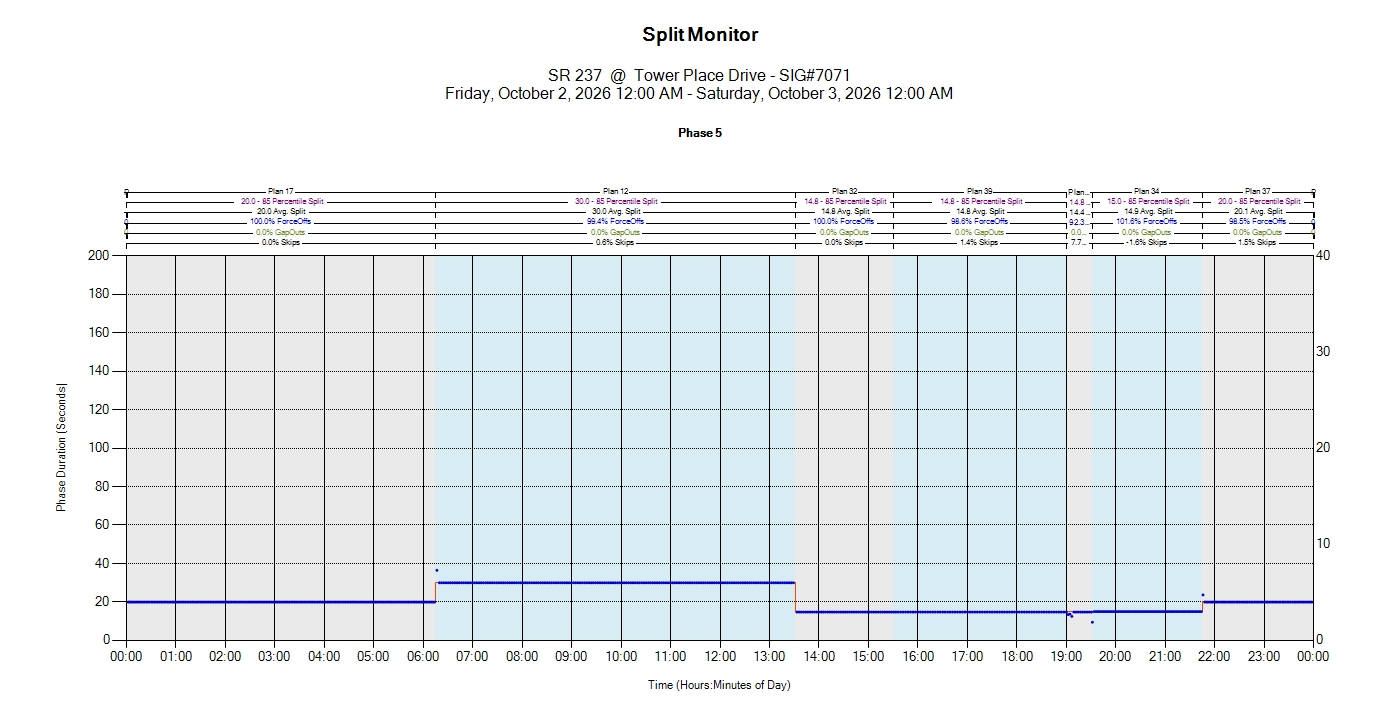 Split Monitor
SR 237 @ Tower Place Drive - SIG#7071
Friday, October 2, 2026 12:00 AM - Saturday, October 3, 2026 12:00 AM
Phase 5
Plan 17 Plan 12 Plan 32 Plan 39 Plan... Plan 34 Plan 37
20.0 - 85 Percentile Split 30.0 - 85 Percentile Split 14.8 - 85 Percentile Split 14.8 - 85 Percentile Split 14.8 ... 15.0 - 85 Percentile Split 20.0 - 85 Percentile Split
20.0 Avg. Split 30.0 Avg. Split 14.8 Avg. Split 14.8 Avg. Split 14.4... 14.9 Avg. Split 20.1 Avg. Split
100.0% ForceOffs 99.4% ForceOffs 100.0% ForceOffs 98.6% ForceOffs 92.3... 101.6% ForceOffs 98.5% ForceOffs
0.0% GapOuts 0.0% GapOuts 0.0% GapOuts 0.0% GapOuts 0.0... 0.0% GapOuts 0.0% GapOuts
0.0% Skips 0.6% Skips 0.0% Skips 1.4% Skips 7.7... -1.6% Skips 1.5% Skips
200 40
180
160
30
140
120
100 20
80
60
10
40
20
0 0
Phase Duration (Seconds)
00:00 01:00 02:00 03:00 04:00 05:00 06:00 07:00 08:00 09:00 10:00 11:00 12:00 13:00 14:00 15:00 16:00 17:00 18:00 19:00 20:00 21:00 22:00 23:00 00:00
Time (Hours:Minutes of Day)